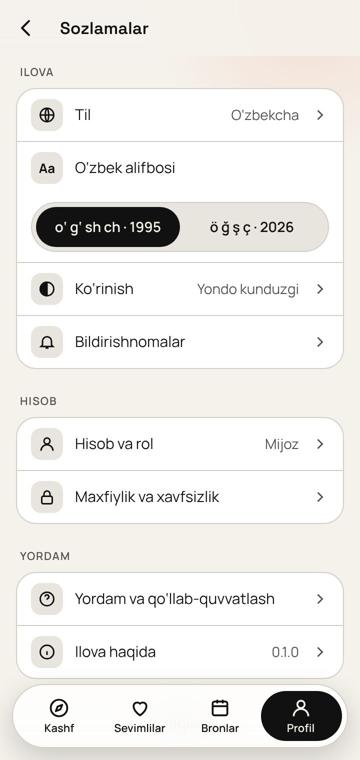 Sozlamalar
ILOVA
Til
O‘zbekcha
Aa
O‘zbek alifbosi
o‘ g‘ sh ch · 1995
ö ğ ş ç · 2026
Ko‘rinish
Yondo kunduzgi
Bildirishnomalar
HISOB
Hisob va rol
Mijoz
Maxfiylik va xavfsizlik
YORDAM
Yordam va qo‘llab-quvvatlash
Ilova haqida
0.1.0
Kashf
Sevimlilar
Bronlar
Profil